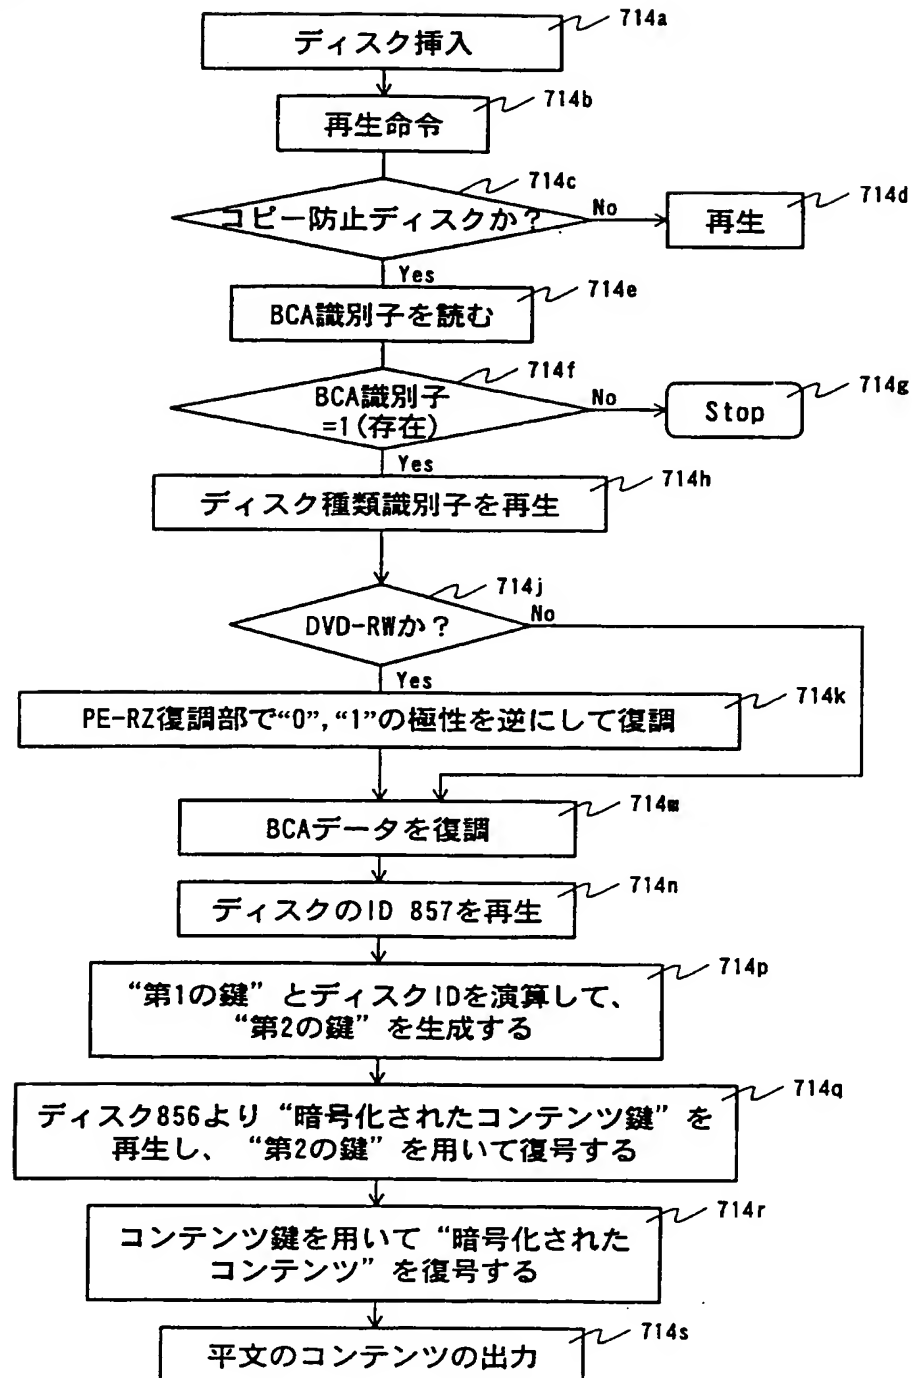 ディスク挿入
714a
再生命令
714b
コピー防止ディスクか？
714c
No
再生
714d
Yes
BCA識別子を読む
714e
BCA識別子
=1(存在)
714f
No
Stop
714g
Yes
ディスク種類識別子を再生
714h
DVD-RWか？
714j
No
Yes
PE-RZ復調部で“0”,“1”の極性を逆にして復調
714k
BCAデータを復調
714m
ディスクのID 857を再生
714n
“第1の鍵”とディスクIDを演算して、
“第2の鍵”を生成する
714p
ディスク856より“暗号化されたコンテンツ鍵”を
再生し、“第2の鍵”を用いて復号する
714q
コンテンツ鍵を用いて“暗号化された
コンテンツ”を復号する
714r
平文のコンテンツの出力
714s